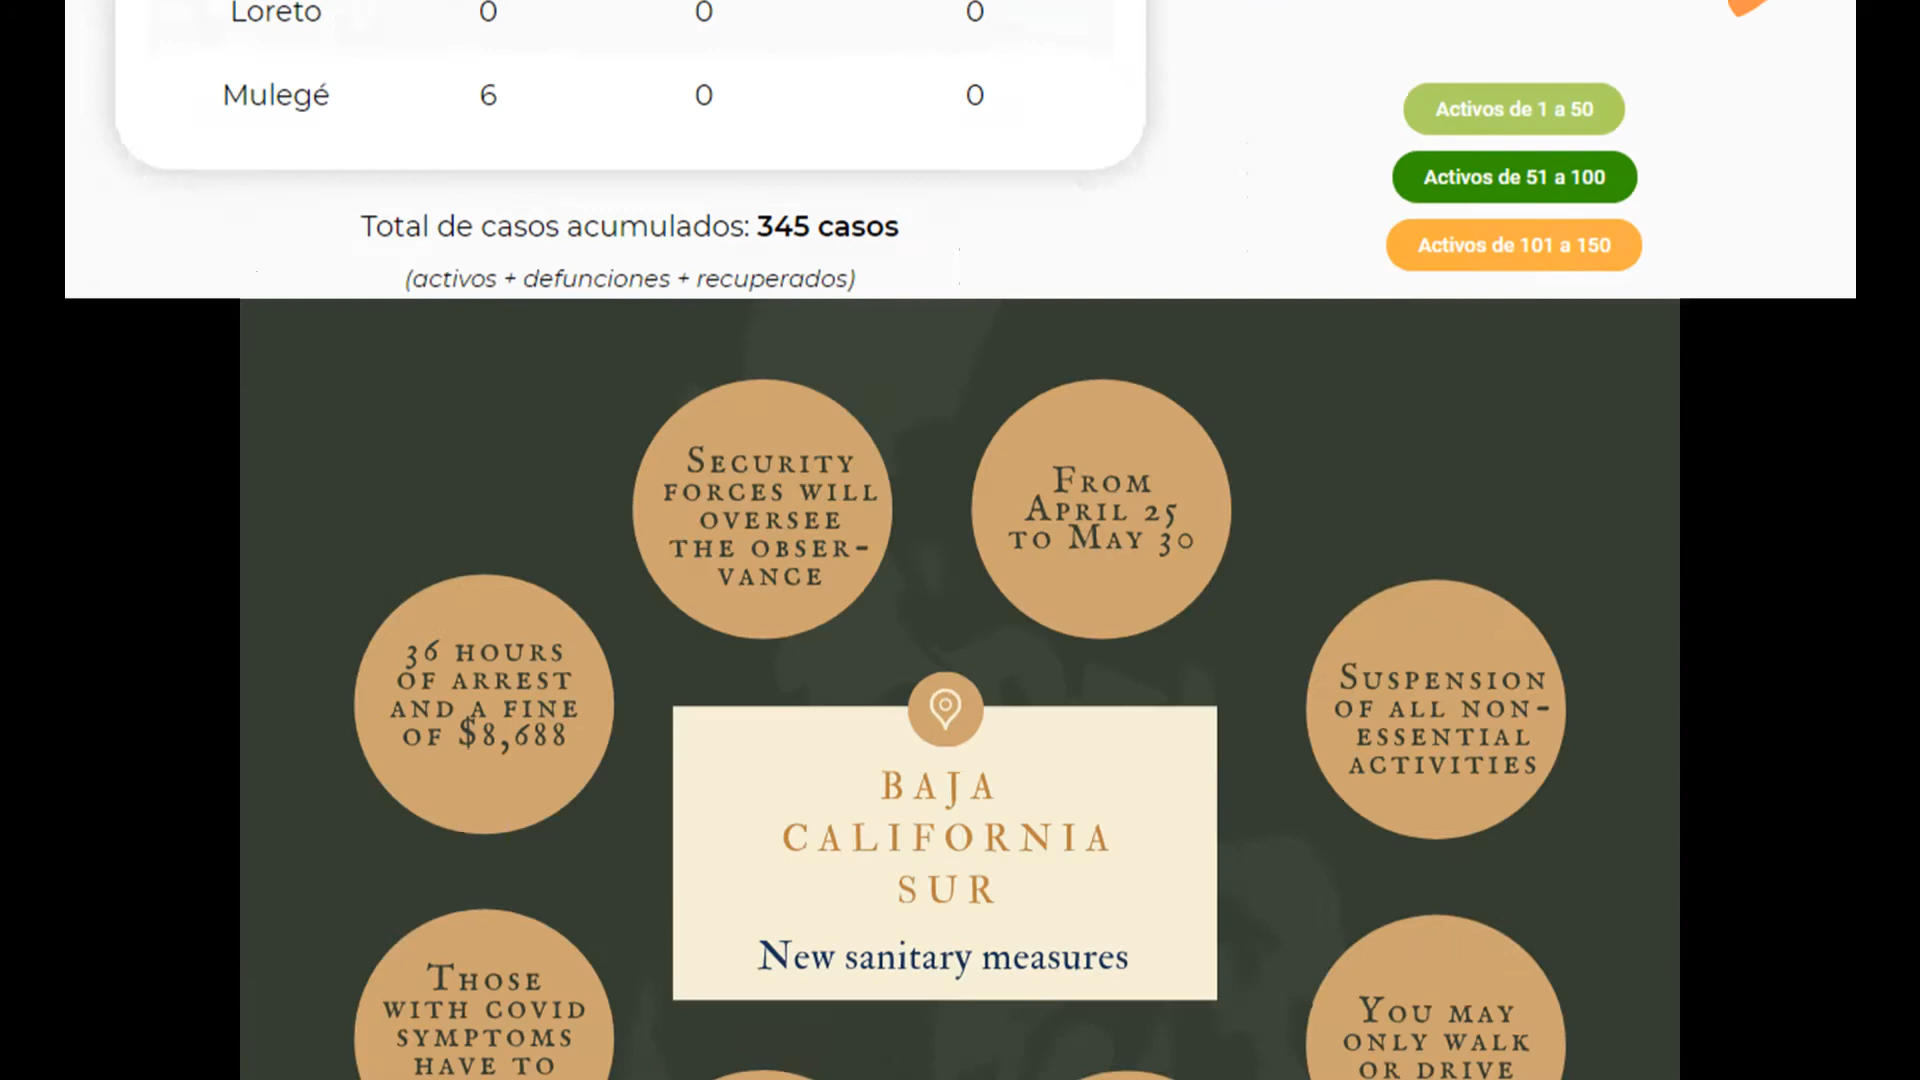 Loreto 0 0 0
Mulegé 6 0 0
Total de casos acumulados: 345 casos
(activos + defunciones + recuperados)
Activos de 1 a 50
Activos de 51 a 100
Activos de 101 a 150
Security
forces will
oversee
the obser-
vance
From
April 25
to May 30
36 hours
of arrest
and a fine
of $8,688
Suspension
of all non-
essential
activities
BAJA
CALIFORNIA
SUR
New sanitary measures
Those
with covid
symptoms
have to
You may
only walk
or drive